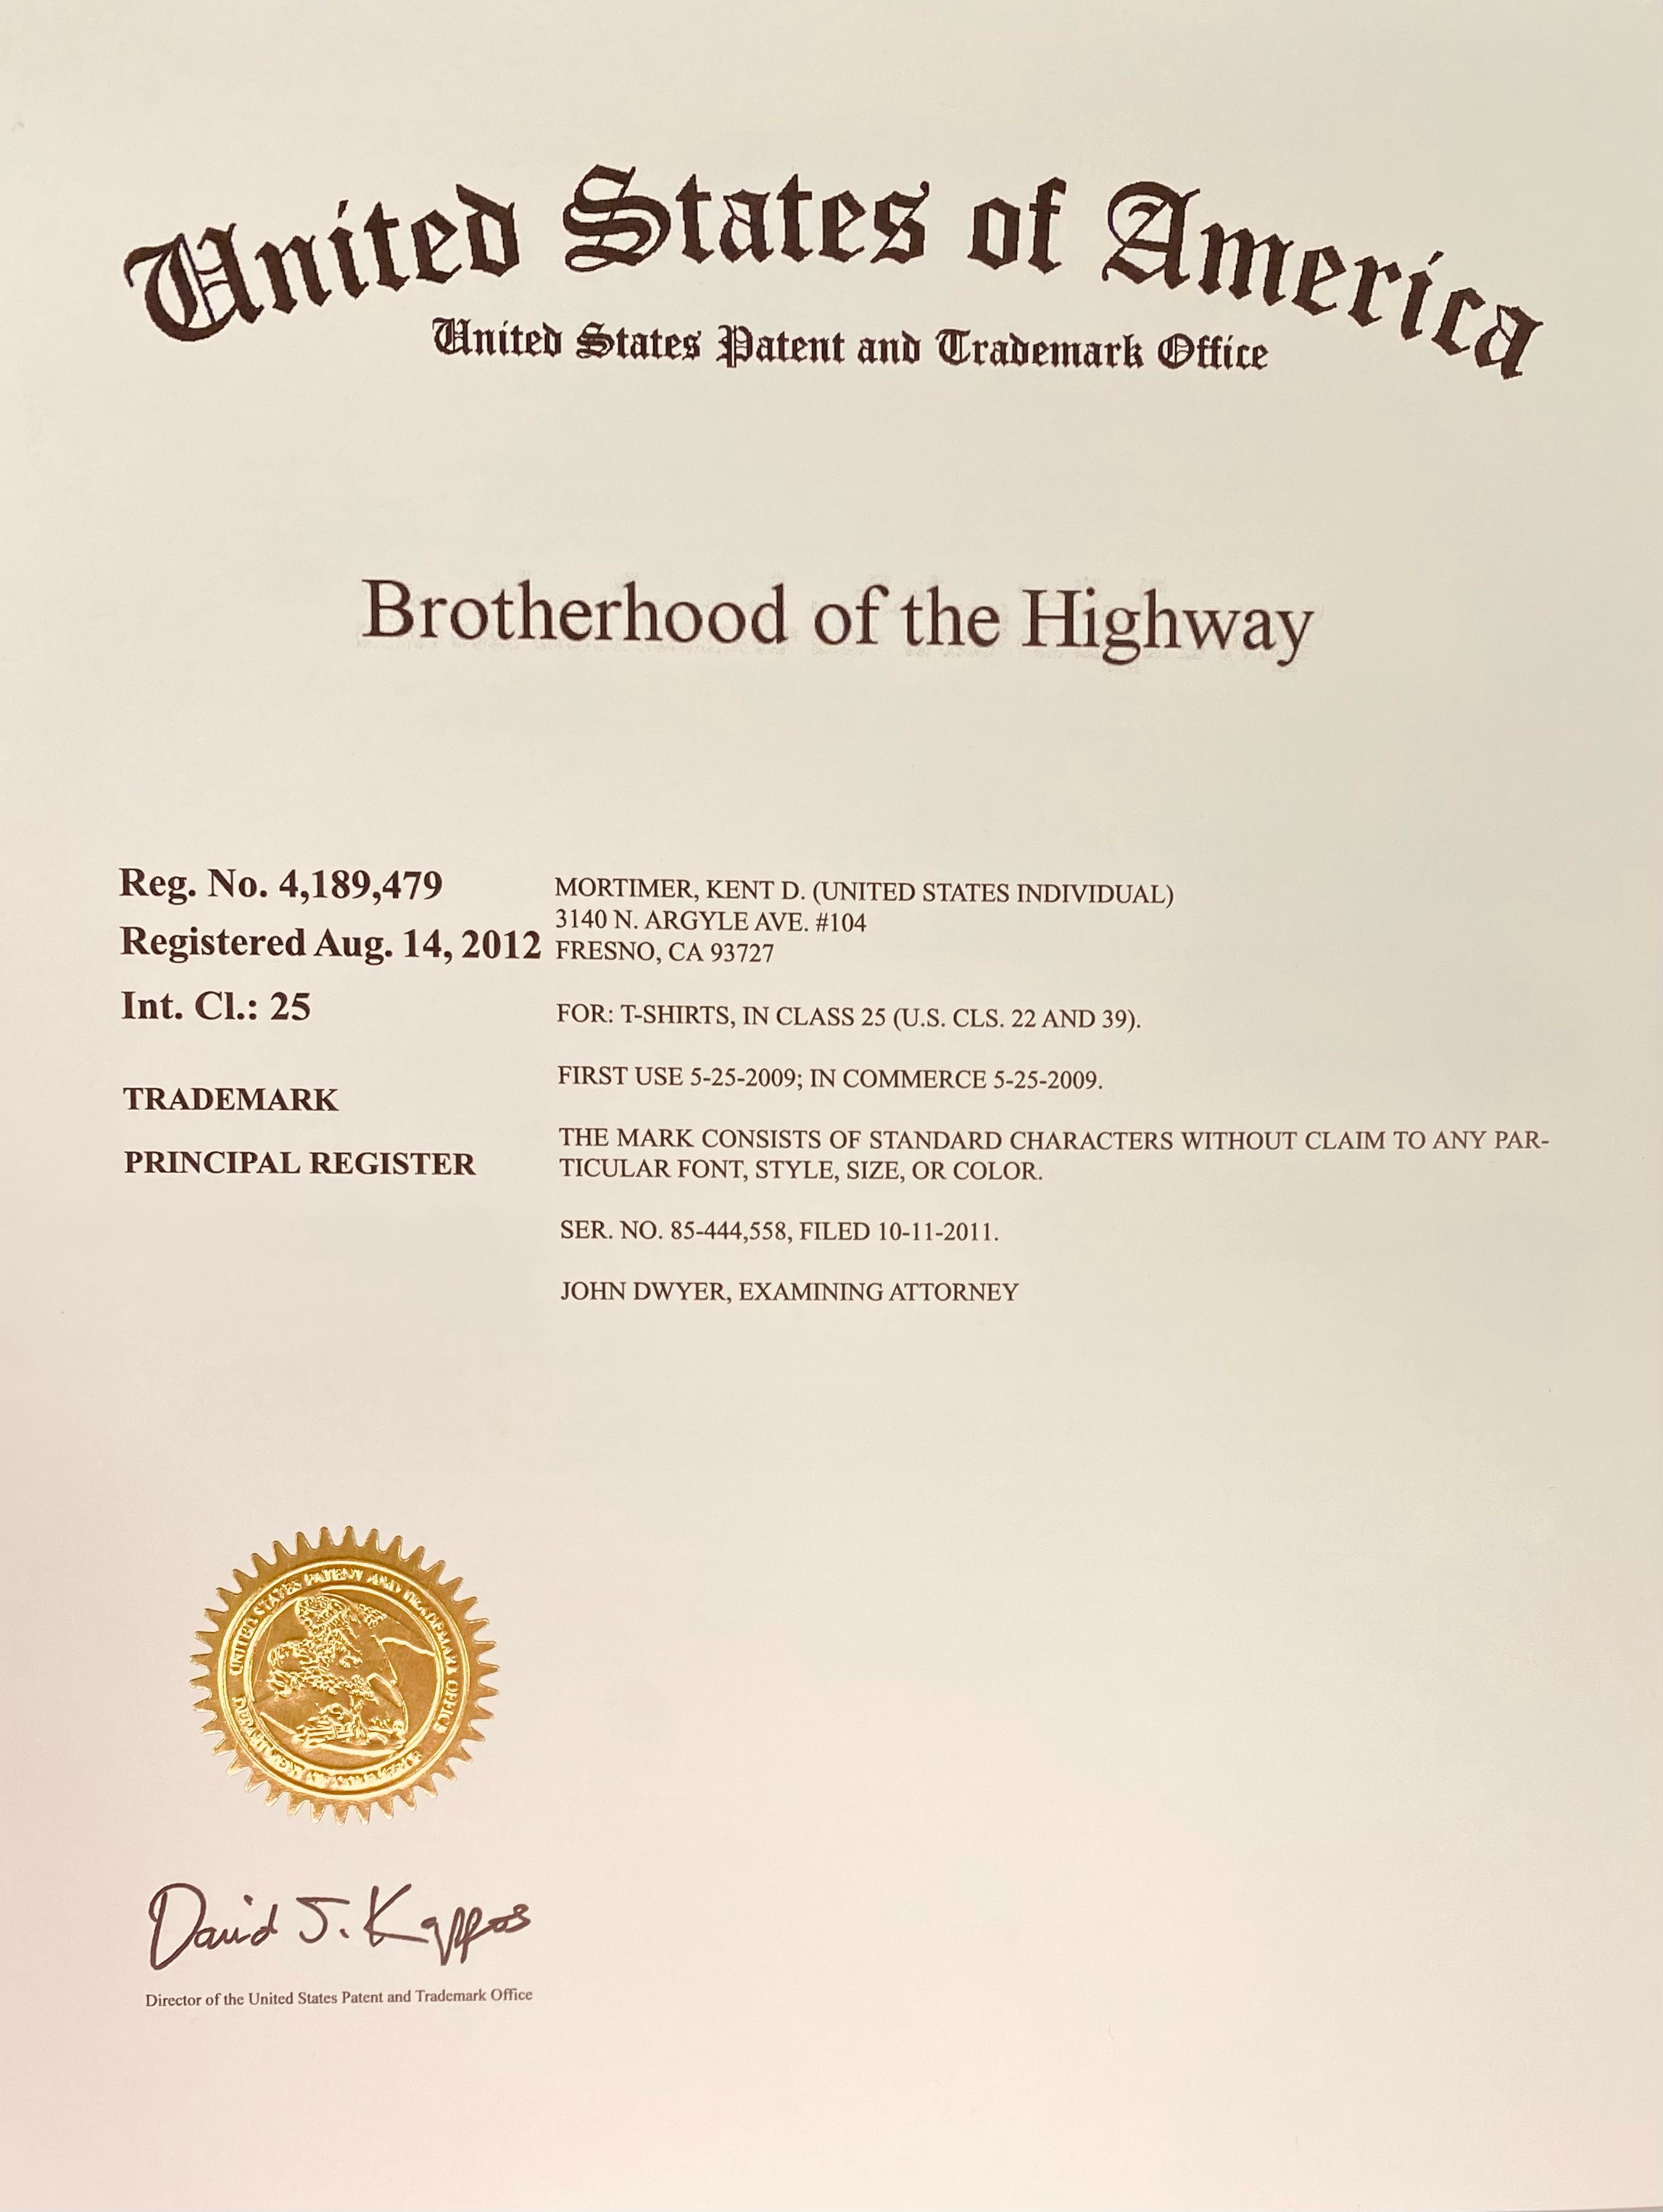 United States of America
United States Patent and Trademark Office
Brotherhood of the Highway
Reg. No. 4,189,479
Registered Aug. 14, 2012
Int. Cl.: 25
TRADEMARK
PRINCIPAL REGISTER
MORTIMER, KENT D. (UNITED STATES INDIVIDUAL)
3140 N. ARGYLE AVE. #104
FRESNO, CA 93727
FOR: T-SHIRTS, IN CLASS 25 (U.S. CLS. 22 AND 39).
FIRST USE 5-25-2009; IN COMMERCE 5-25-2009.
THE MARK CONSISTS OF STANDARD CHARACTERS WITHOUT CLAIM TO ANY PAR-
TICULAR FONT, STYLE, SIZE, OR COLOR.
SER. NO. 85-444,558, FILED 10-11-2011.
JOHN DWYER, EXAMINING ATTORNEY
UNITED STATES PATENT AND TRADEMARK OFFICE
DEPARTMENT OF COMMERCE
David J. Kappos
Director of the United States Patent and Trademark Office